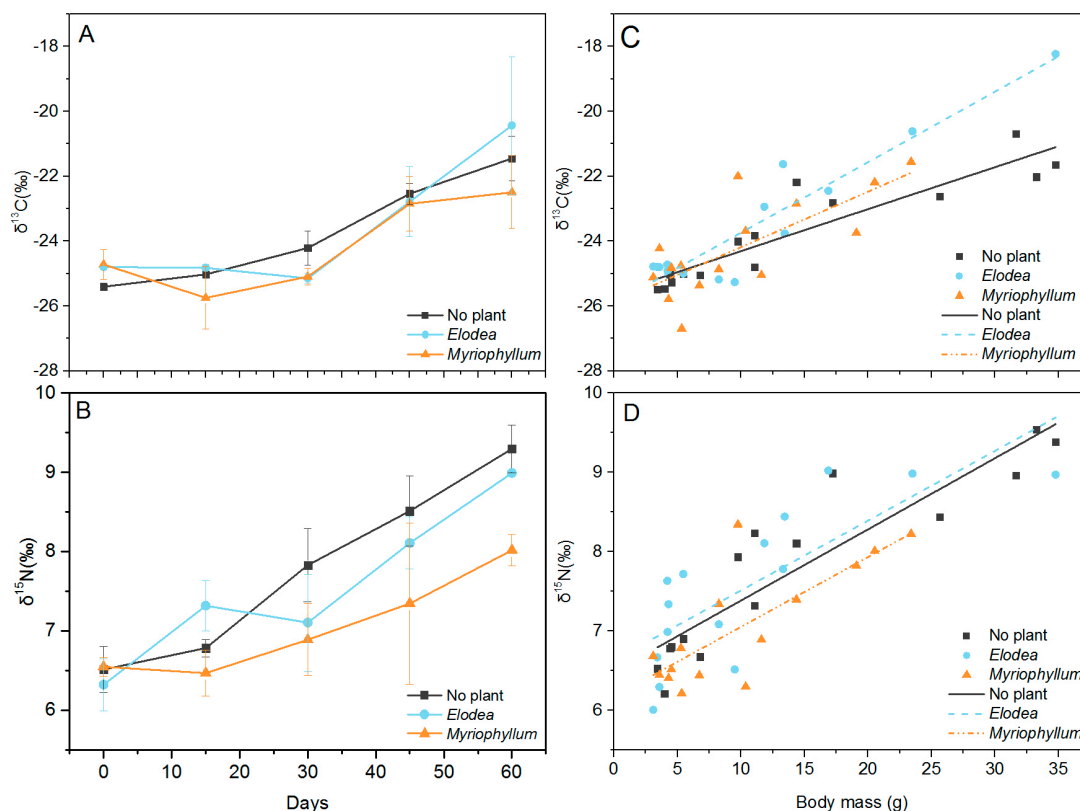 A
-18
-20
-22
-24
-26
-28
δ¹³C(‰)
No plant
Elodea
Myriophyllum
C
-18
-20
-22
-24
-26
-28
δ¹³C(‰)
No plant
Elodea
Myriophyllum
No plant
Elodea
Myriophyllum
B
10
9
8
7
6
δ¹⁵N(‰)
No plant
Elodea
Myriophyllum
0 10 20 30 40 50 60
Days
D
9
8
7
6
δ¹⁵N(‰)
No plant
Elodea
Myriophyllum
No plant
Elodea
Myriophyllum
0 5 10 15 20 25 30 35
Body mass (g)